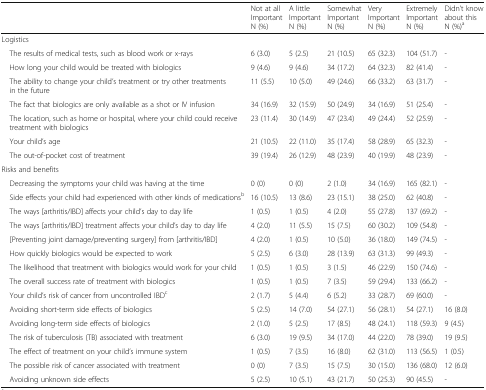 Not at all Important N (%) A little Important N (%) Somewhat Important N (%) Very Important N (%) Extremely Important N (%) Didn't know about this N (%)a
Logistics
The results of medical tests, such as blood work or x-rays 6 (3.0) 5 (2.5) 21 (10.5) 65 (32.3) 104 (51.7) -
How long your child would be treated with biologics 9 (4.6) 9 (4.6) 34 (17.2) 64 (32.3) 82 (41.4) -
The ability to change your child's treatment or try other treatments in the future 11 (5.5) 10 (5.0) 49 (24.6) 66 (33.2) 63 (31.7) -
The fact that biologics are only available as a shot or IV infusion 34 (16.9) 32 (15.9) 50 (24.9) 34 (16.9) 51 (25.4) -
The location, such as home or hospital, where your child could receive treatment with biologics 23 (11.4) 30 (14.9) 47 (23.4) 49 (24.4) 52 (25.9) -
Your child's age 21 (10.5) 22 (11.0) 35 (17.4) 58 (28.9) 65 (32.3) -
The out-of-pocket cost of treatment 39 (19.4) 26 (12.9) 48 (23.9) 40 (19.9) 48 (23.9) -
Risks and benefits
Decreasing the symptoms your child was having at the time 0 (0) 0 (0) 2 (1.0) 34 (16.9) 165 (82.1) -
Side effects your child had experienced with other kinds of medicationsb 16 (10.5) 13 (8.6) 23 (15.1) 38 (25.0) 62 (40.8) -
The ways [arthritis/IBD] affects your child's day to day life 1 (0.5) 1 (0.5) 4 (2.0) 55 (27.8) 137 (69.2) -
The ways [arthritis/IBD] treatment affects your child's day to day life 4 (2.0) 11 (5.5) 15 (7.5) 60 (30.2) 109 (54.8) -
[Preventing joint damage/preventing surgery] from [arthritis/IBD] 4 (2.0) 1 (0.5) 10 (5.0) 36 (18.0) 149 (74.5) -
How quickly biologics would be expected to work 5 (2.5) 6 (3.0) 28 (13.9) 63 (31.3) 99 (49.3) -
The likelihood that treatment with biologics would work for your child 1 (0.5) 1 (0.5) 3 (1.5) 46 (22.9) 150 (74.6) -
The overall success rate of treatment with biologics 1 (0.5) 1 (0.5) 7 (3.5) 59 (29.4) 133 (66.2) -
Your child's risk of cancer from uncontrolled IBDc 2 (1.7) 5 (4.4) 6 (5.2) 33 (28.7) 69 (60.0) -
Avoiding short-term side effects of biologics 5 (2.5) 14 (7.0) 54 (27.1) 56 (28.1) 54 (27.1) 16 (8.0)
Avoiding long-term side effects of biologics 2 (1.0) 5 (2.5) 17 (8.5) 48 (24.1) 118 (59.3) 9 (4.5)
The risk of tuberculosis (TB) associated with treatment 6 (3.0) 19 (9.5) 34 (17.0) 44 (22.0) 78 (39.0) 19 (9.5)
The effect of treatment on your child's immune system 1 (0.5) 7 (3.5) 16 (8.0) 62 (31.0) 113 (56.5) 1 (0.5)
The possible risk of cancer associated with treatment 0 (0) 7 (3.5) 15 (7.5) 30 (15.0) 136 (68.0) 12 (6.0)
Avoiding unknown side effects 5 (2.5) 10 (5.1) 43 (21.7) 50 (25.3) 90 (45.5) -